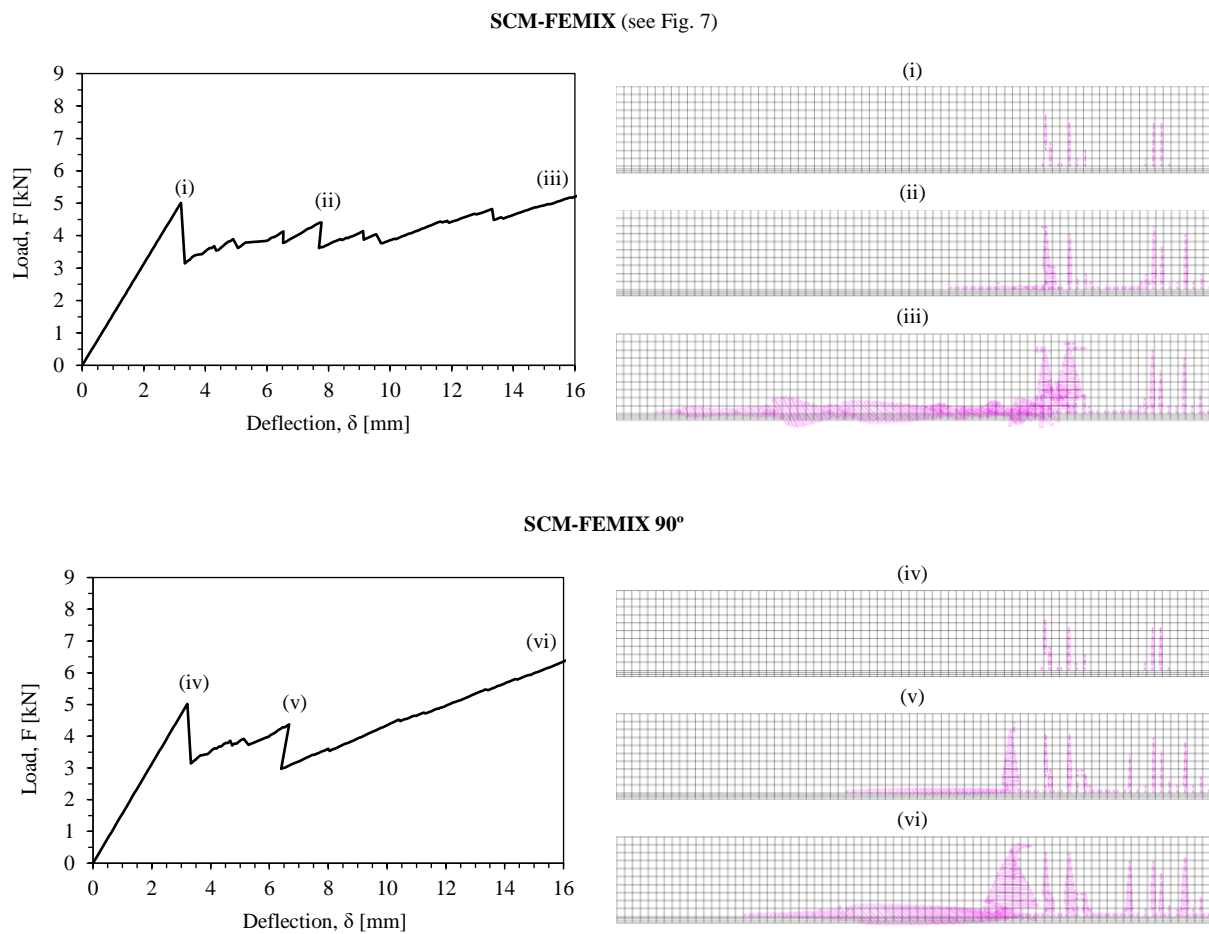 SCM-FEMIX (see Fig. 7)
9
8
7
6
5
4
3
2
1
0
Load, F [kN]
(i)
(ii)
(iii)
0 2 4 6 8 10 12 14 16
Deflection, δ [mm]
(i)
(ii)
(iii)
SCM-FEMIX 90º
9
8
7
6
5
4
3
2
1
0
Load, F [kN]
(iv)
(v)
(vi)
0 2 4 6 8 10 12 14 16
Deflection, δ [mm]
(iv)
(v)
(vi)